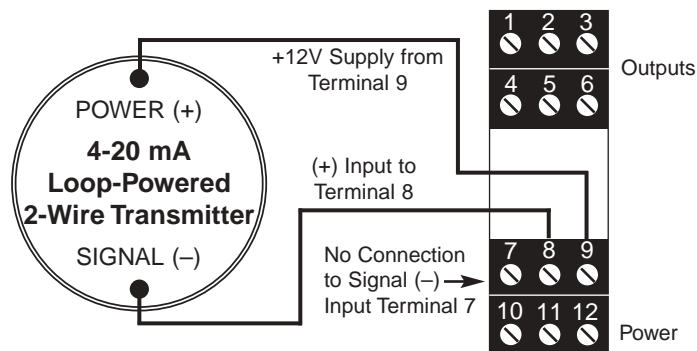 1 2 3
+12V Supply from
Terminal 9
Outputs
4 5 6
POWER (+)
4-20 mA
Loop-Powered
2-Wire Transmitter
SIGNAL (–)
(+) Input to
Terminal 8
No Connection
to Signal (–)
Input Terminal 7
7 8 9
10 11 12
Power